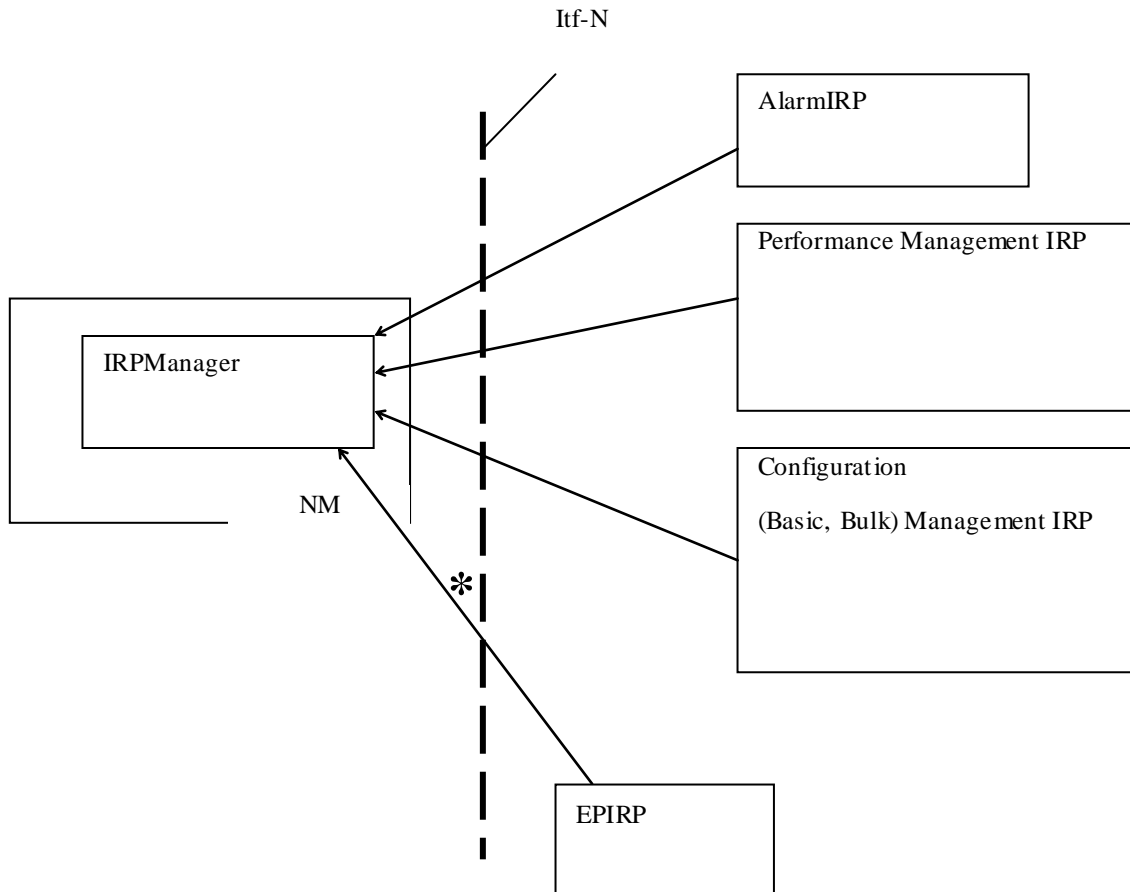 Itf-N
AlarmIRP
Performance Management IRP
IRPManager
Configuration
(Basic, Bulk) Management IRP
NM
*
EPIRP